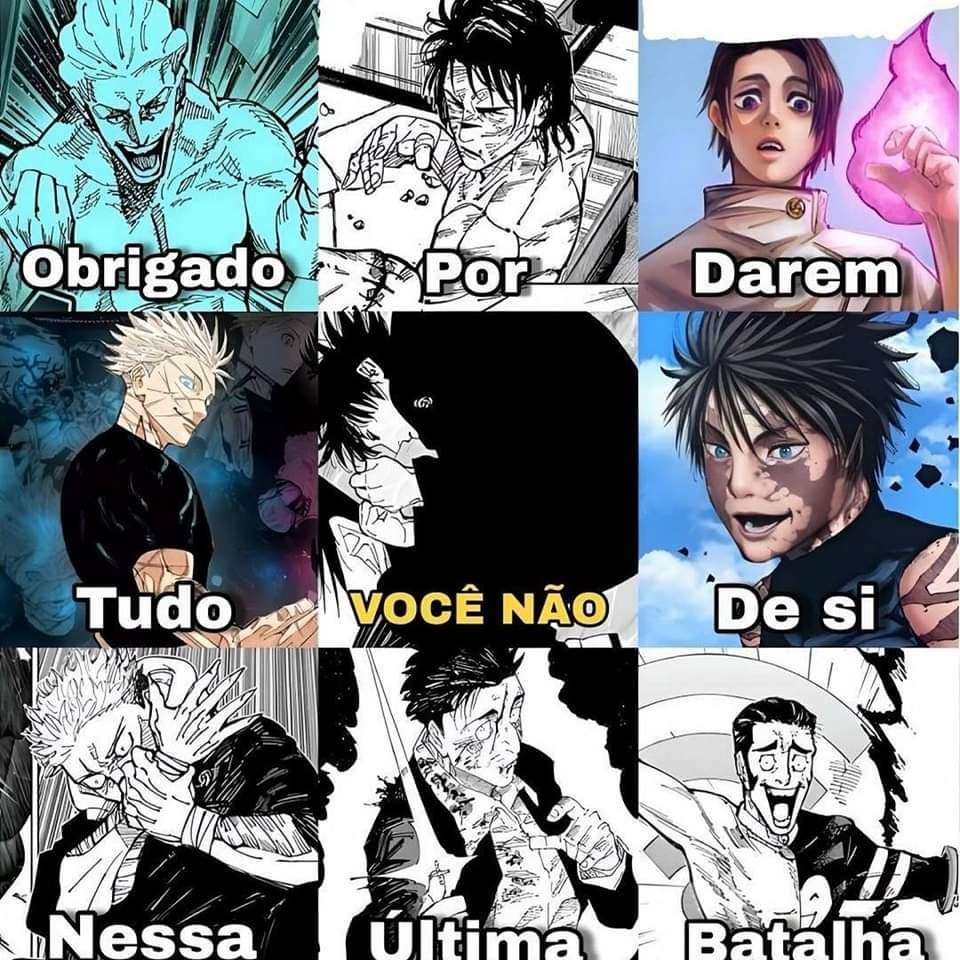 Obrigado
Por
Darem
Tudo
VOCÊ NÃO
De si
Nessa
Última
Batalha